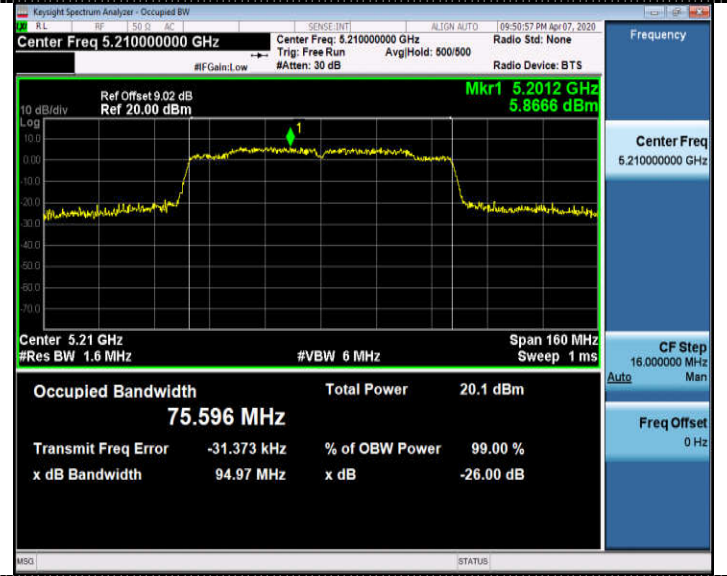 Keysight Spectrum Analyzer - Occupied BW
RL RF 50 Ω AC SENSE:INT ALIGN AUTO 09:50:57 PM Apr 07, 2020
Center Freq 5.210000000 GHz
Center Freq: 5.210000000 GHz Radio Std: None
Trig: Free Run Avg|Hold: 500/500
#IFGain:Low #Atten: 30 dB Radio Device: BTS
Frequency
Mkr1 5.2012 GHz
5.8666 dBm
Ref Offset 9.02 dB
10 dB/div Ref 20.00 dBm
Log
10.0
0.00
-10.0
-20.0
-30.0
-40.0
-50.0
-60.0
-70.0
1
Center 5.21 GHz Span 160 MHz
#Res BW 1.6 MHz #VBW 6 MHz Sweep 1 ms
Occupied Bandwidth Total Power 20.1 dBm
75.596 MHz
Transmit Freq Error -31.373 kHz % of OBW Power 99.00 %
x dB Bandwidth 94.97 MHz x dB -26.00 dB
Center Freq
5.210000000 GHz
CF Step
16.000000 MHz
Auto Man
Freq Offset
0 Hz
MSG STATUS